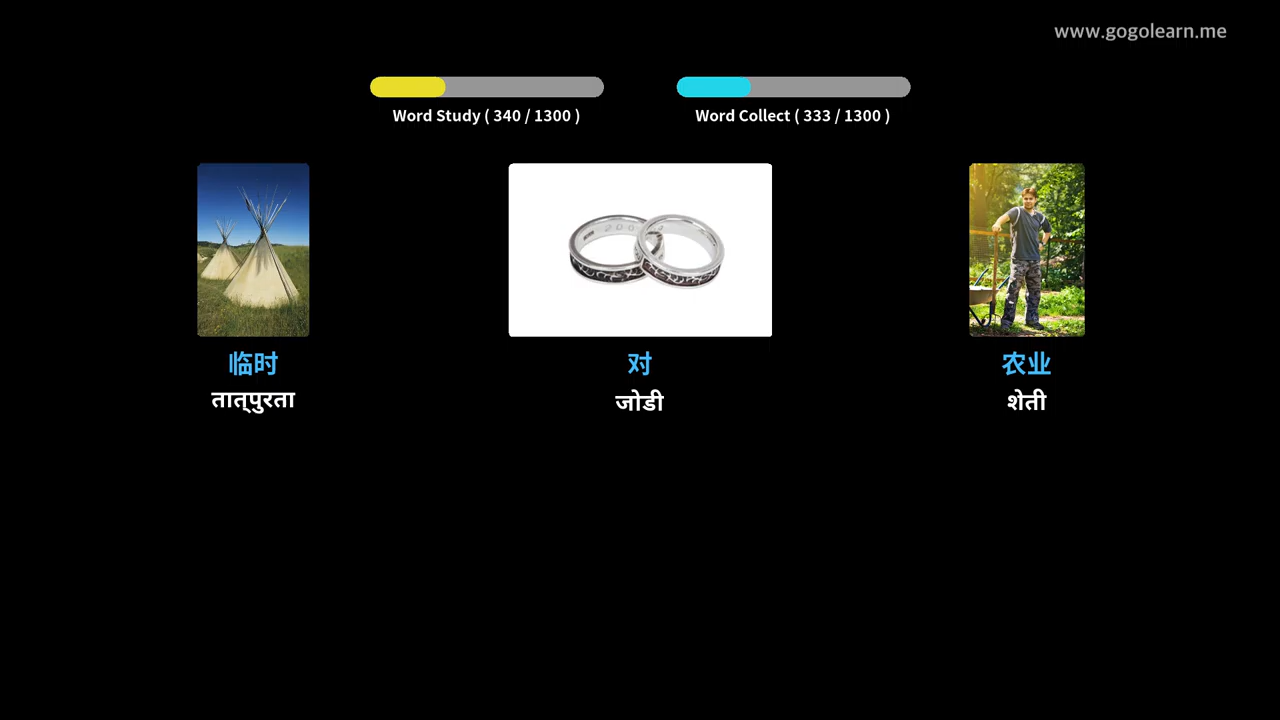 www.gogolearn.me
Word Study ( 340 / 1300 )
Word Collect ( 333 / 1300 )
临时
对
农业
तात्पुरता
जोडी
शेती